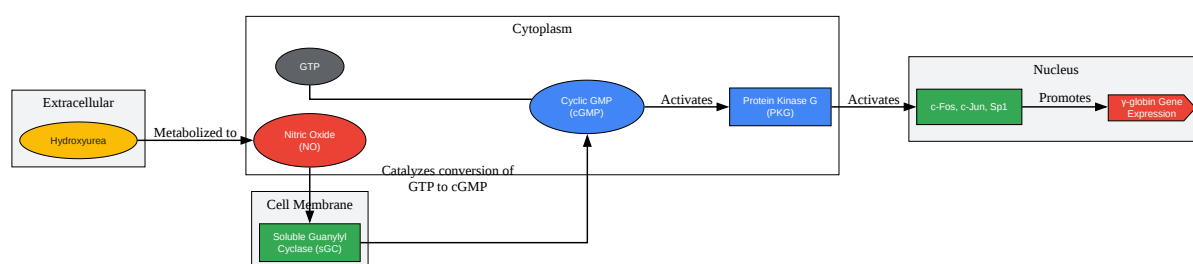 Cytoplasm
GTP
Extracellular
Hydroxyurea
Metabolized to
Nitric Oxide
(NO)
Catalyzes conversion of
GTP to cGMP
Cell Membrane
Soluble Guanylyl
Cyclase (sGC)
Cyclic GMP
(cGMP)
Activates
Protein Kinase G
(PKG)
Activates
Nucleus
c-Fos, c-Jun, Sp1
Promotes
γ-globin Gene
Expression